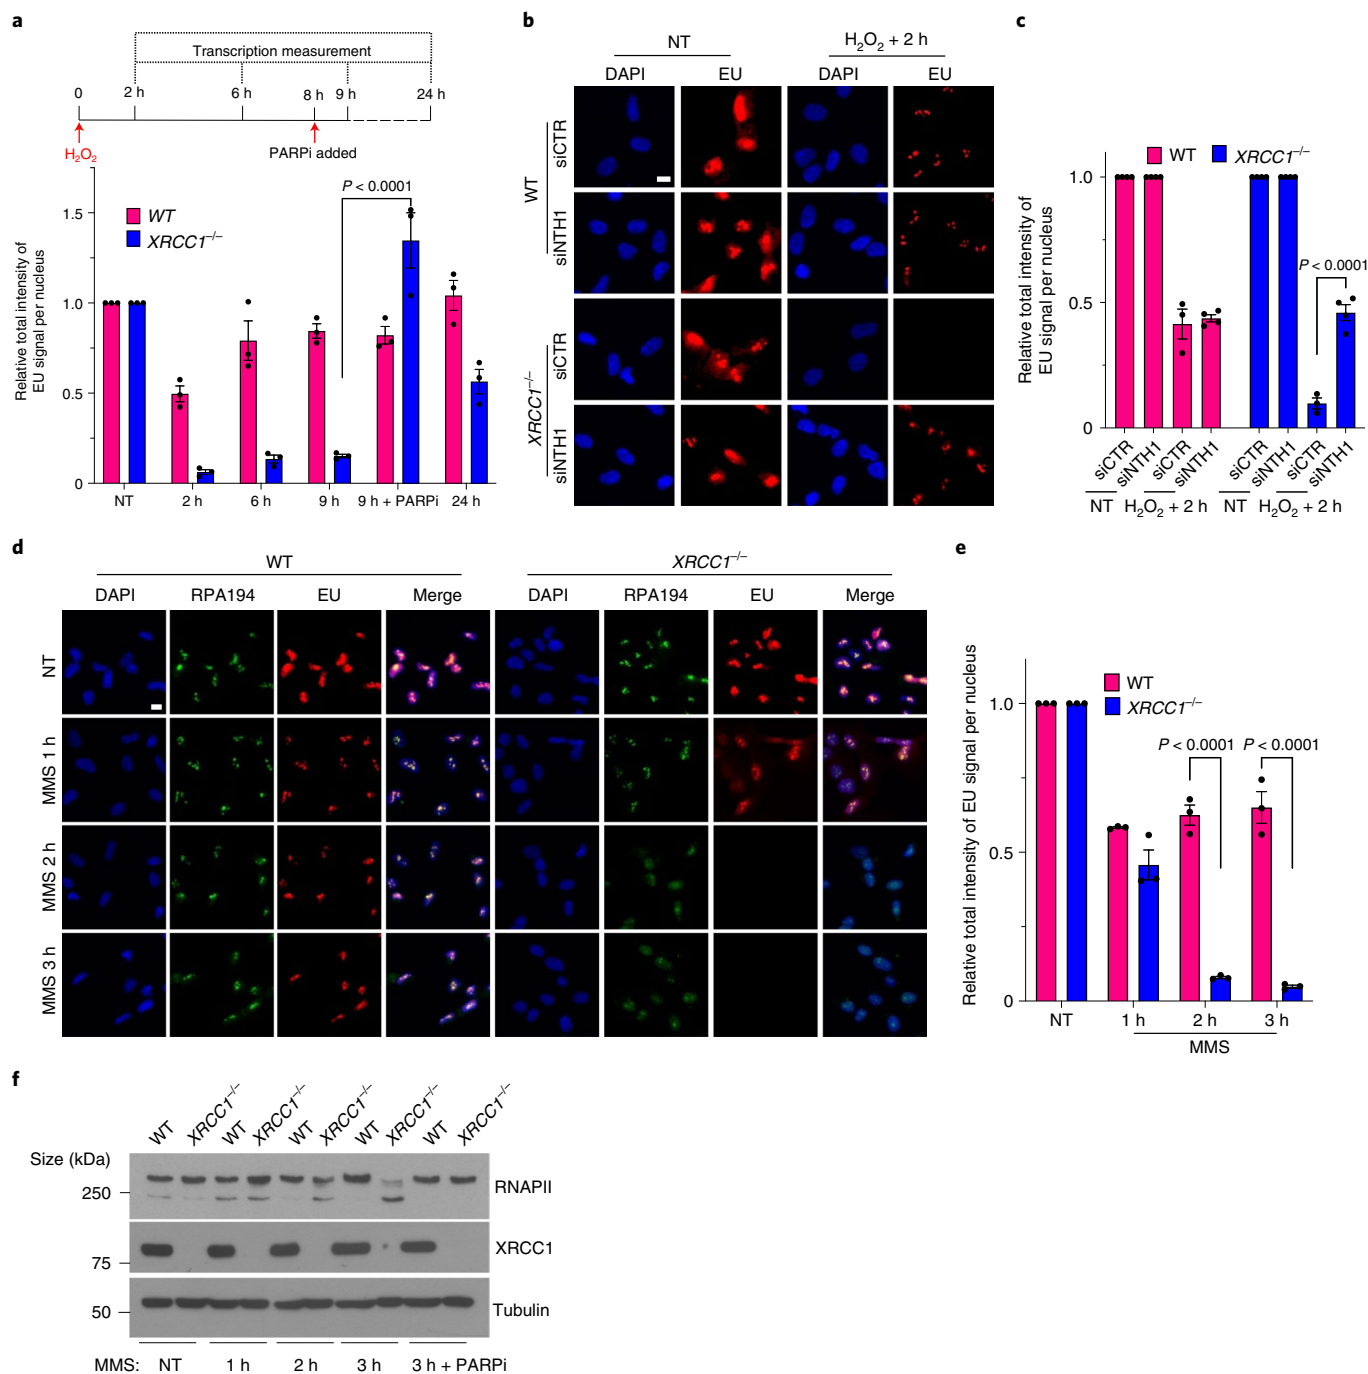 a
Transcription measurement
0 2 h 6 h 8 h 9 h 24 h
H₂O₂ PARPi added
Relative total intensity of
EU signal per nucleus
1.5
1.0
0.5
0
WT
XRCC1⁻/⁻
P < 0.0001
NT 2 h 6 h 9 h 9 h + PARPi 24 h
b
NT H₂O₂ + 2 h
DAPI EU DAPI EU
WT
siCTR
siNTH1
XRCC1⁻/⁻
siCTR
siNTH1
c
WT XRCC1⁻/⁻
Relative total intensity of
EU signal per nucleus
1.0
0.5
0
P < 0.0001
siCTR siNTH1 siCTR siNTH1 siCTR siNTH1 siCTR siNTH1
NT H₂O₂ + 2 h NT H₂O₂ + 2 h
d
WT XRCC1⁻/⁻
DAPI RPA194 EU Merge DAPI RPA194 EU Merge
NT
MMS 1 h
MMS 2 h
MMS 3 h
e
Relative total intensity of EU signal per nucleus
WT
XRCC1⁻/⁻
1.0
0.5
0
P < 0.0001 P < 0.0001
NT 1 h 2 h 3 h
MMS
f
WT XRCC1⁻/⁻ WT XRCC1⁻/⁻ WT XRCC1⁻/⁻ WT XRCC1⁻/⁻ WT XRCC1⁻/⁻
Size (kDa)
250
RNAPII
75
XRCC1
50
Tubulin
MMS: NT 1 h 2 h 3 h 3 h + PARPi